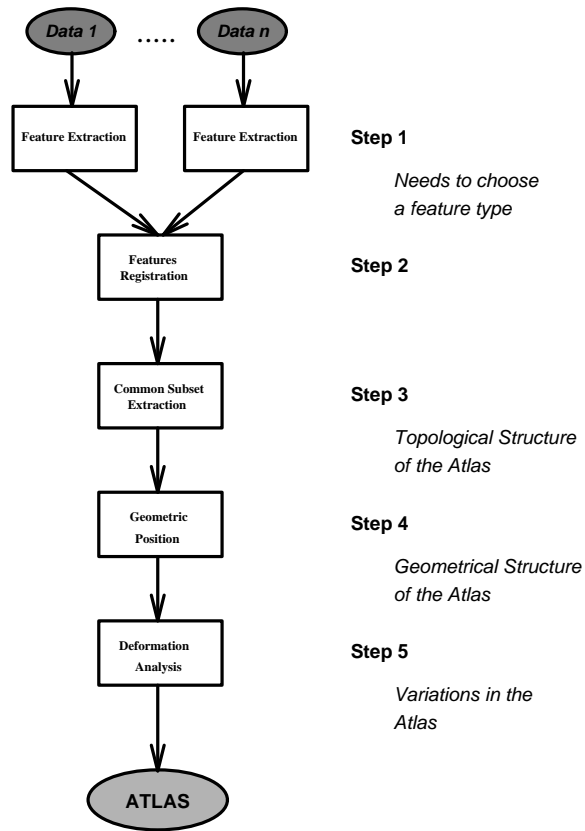 Data 1 ..... Data n
Feature Extraction Feature Extraction Step 1
Needs to choose
a feature type
Features
Registration
Step 2
Common Subset
Extraction
Step 3
Topological Structure
of the Atlas
Geometric
Position
Step 4
Geometrical Structure
of the Atlas
Deformation
Analysis
Step 5
Variations in the
Atlas
ATLAS